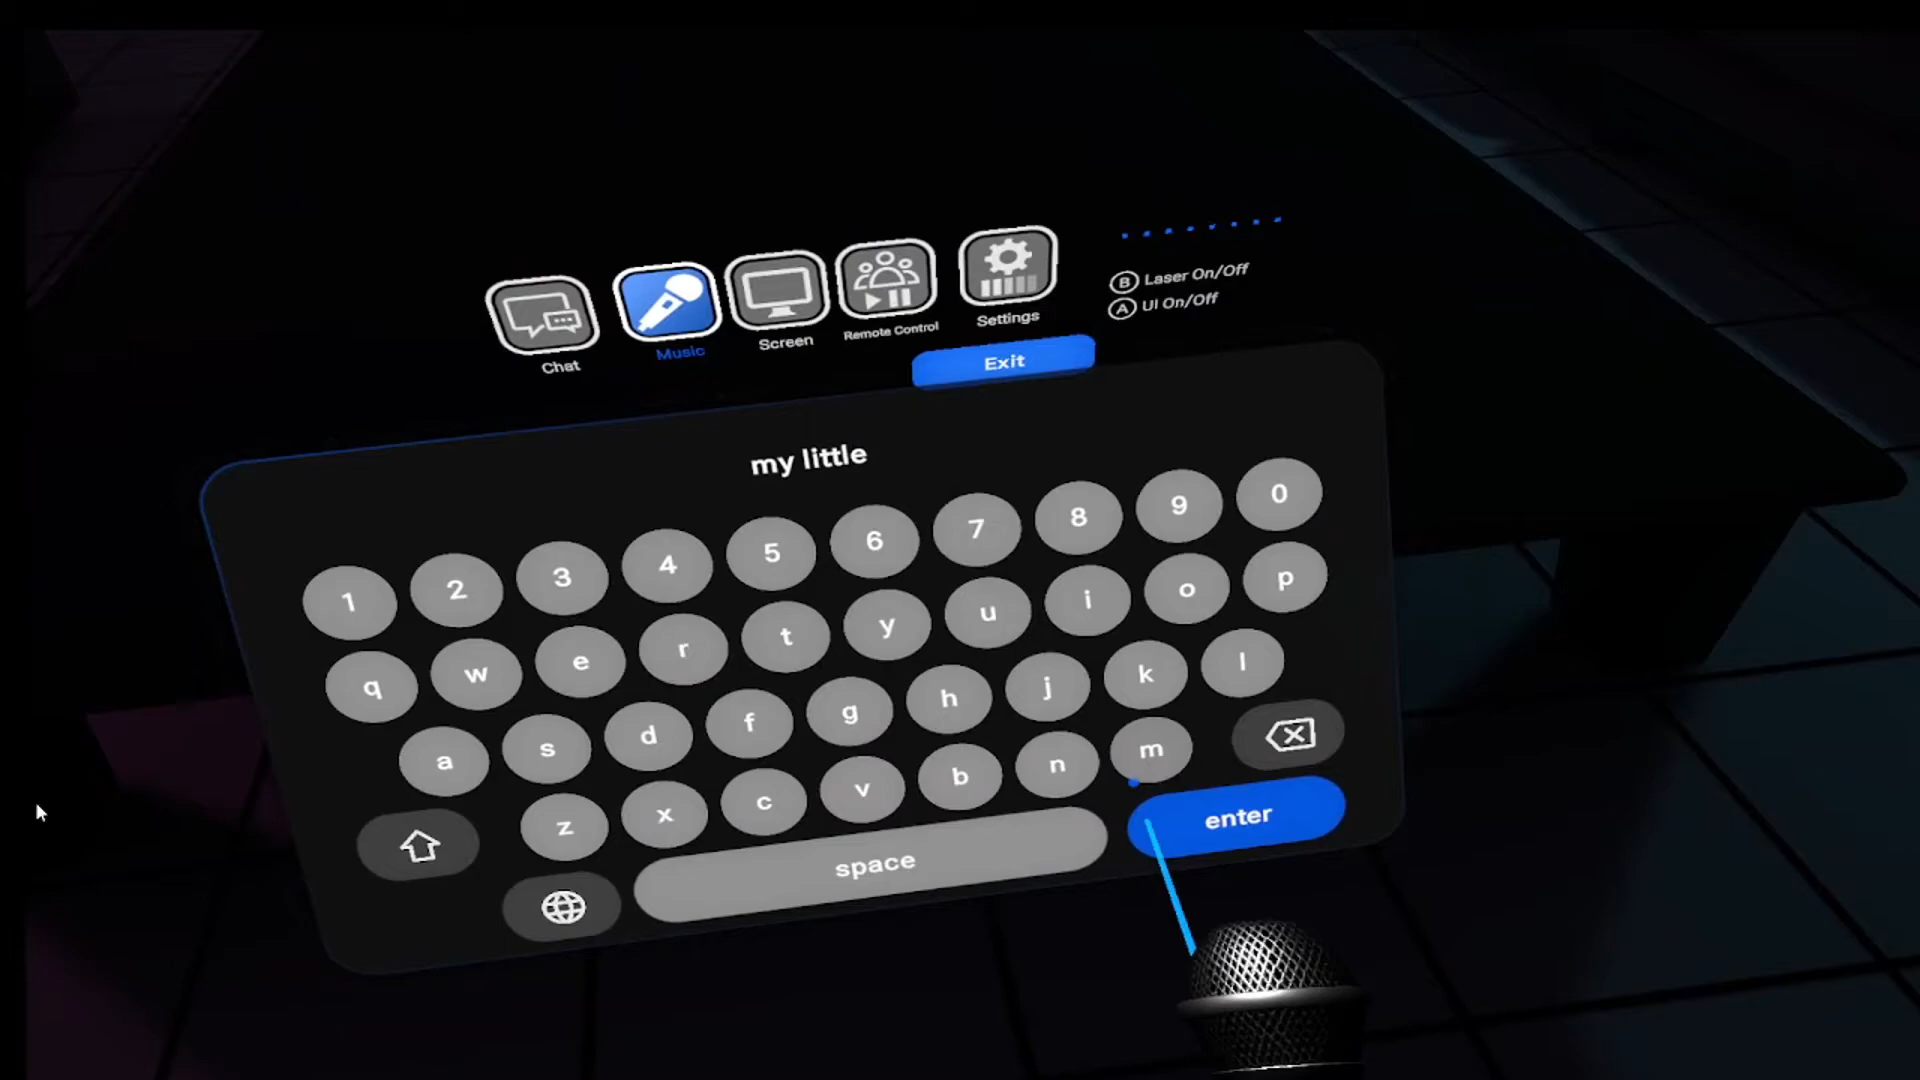 Chat
Music
Screen
Remote Control
Settings
B Laser On/Off
A UI On/Off
Exit
my little
1 2 3 4 5 6 7 8 9 0
q w e r t y u i o p
a s d f g h j k l
z x c v b n m
space
enter